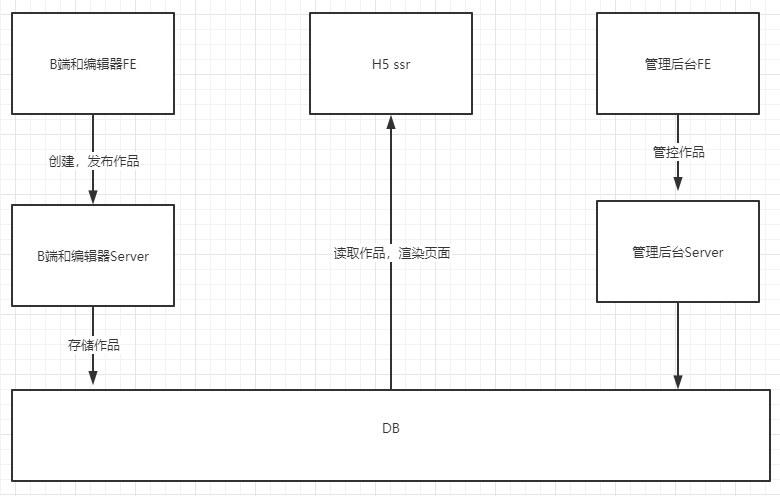 B端和编辑器FE
H5 ssr
管理后台FE
创建，发布作品
管控作品
B端和编辑器Server
读取作品，渲染页面
管理后台Server
存储作品
DB